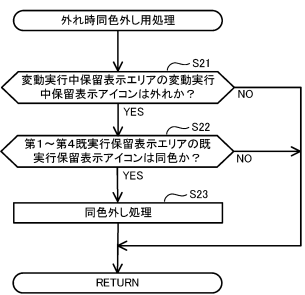 外れ時同色外し用処理
S21
変動実行中保留表示エリアの変動実行
中保留表示アイコンは外れか？
NO
YES
S22
第１～第４既実行保留表示エリアの既
実行保留表示アイコンは同色か？
NO
YES
S23
同色外し処理
RETURN